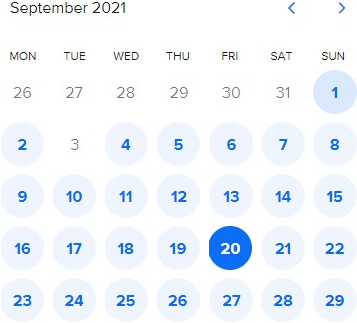 September 2021
MON TUE WED THU FRI SAT SUN
26 27 28 29 30 31 1
2 3 4 5 6 7 8
9 10 11 12 13 14 15
16 17 18 19 20 21 22
23 24 25 26 27 28 29